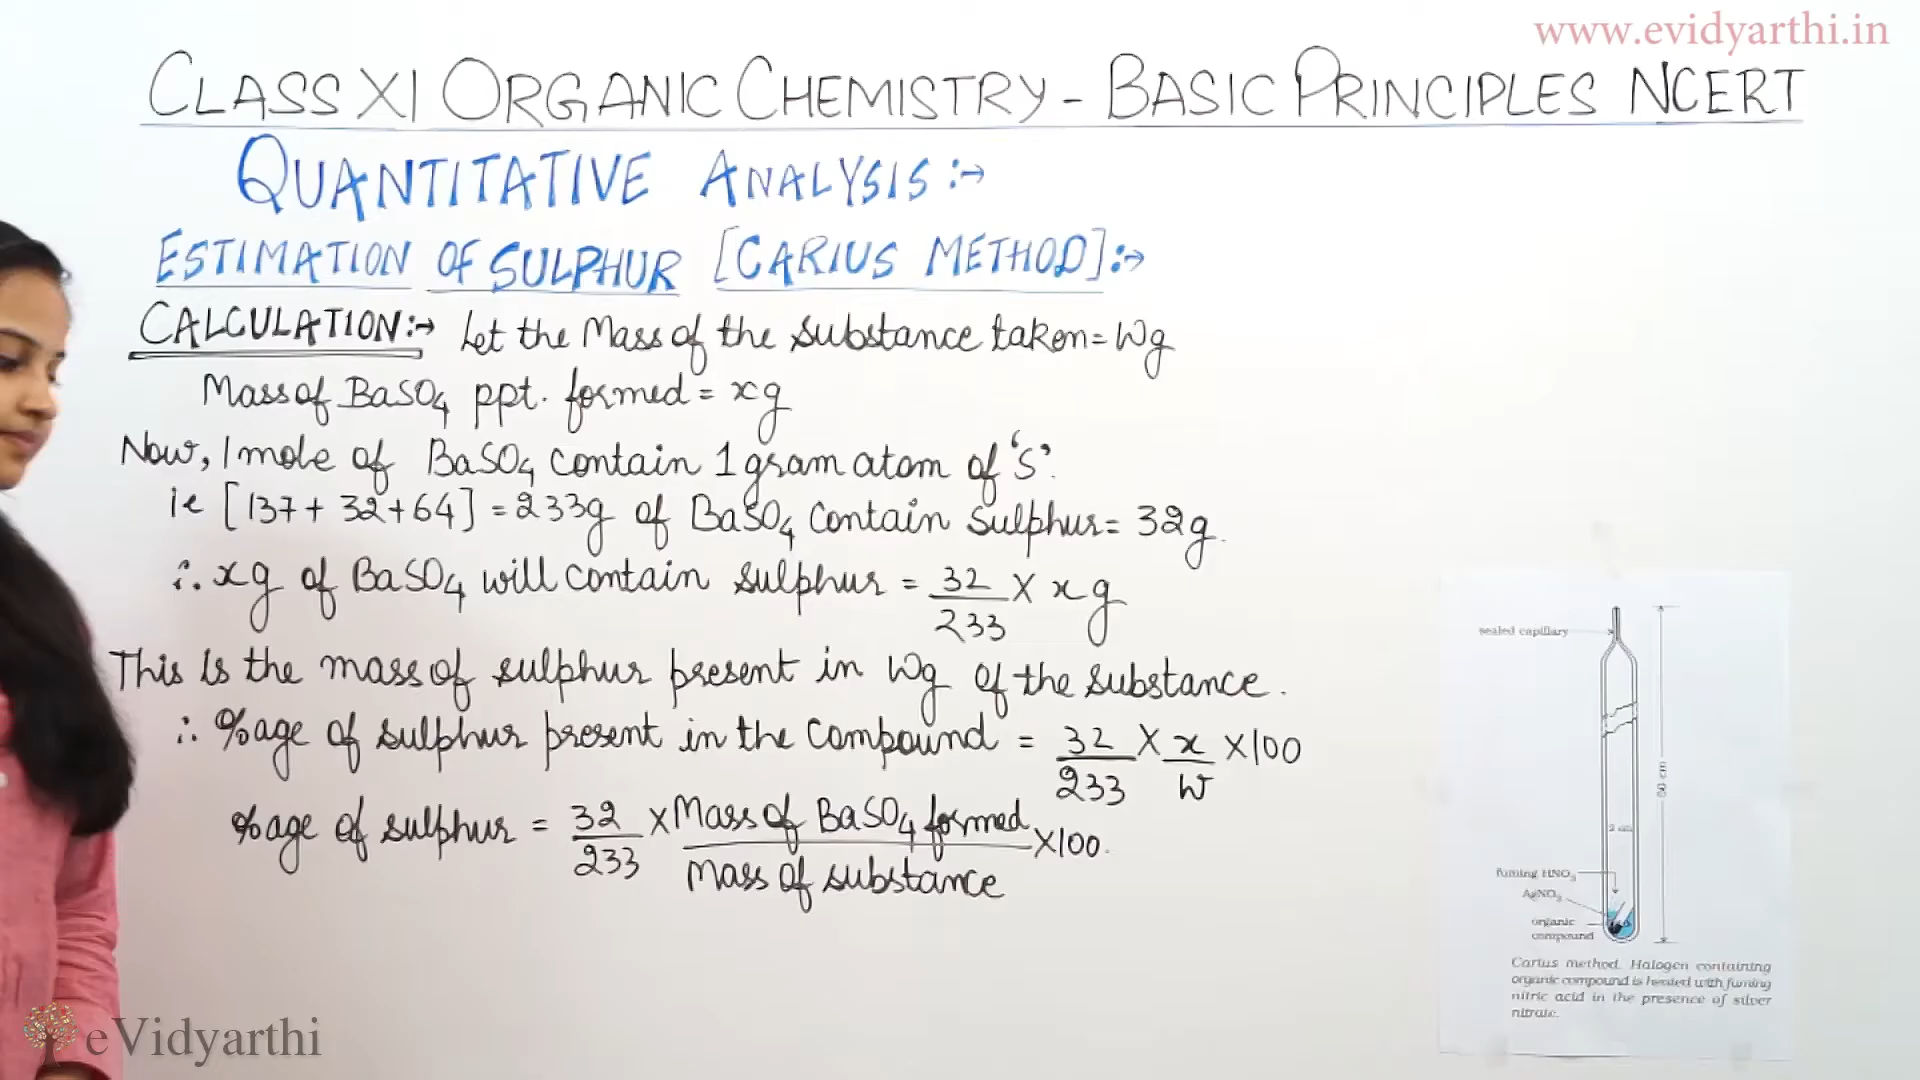 www.evidyarthi.in
CLASS XI ORGANIC CHEMISTRY - BASIC PRINCIPLES NCERT
QUANTITATIVE ANALYSIS:→
ESTIMATION OF SULPHUR [CARIUS METHOD]:→
CALCULATION:→ Let the Mass of the substance taken = Wg
Mass of BaSO4 ppt. formed = xg
Now, 1 mole of BaSO4 contain 1 gram atom of 'S'.
ie [137 + 32 + 64] = 233g of BaSO4 contain sulphur = 32g.
∴ xg of BaSO4 will contain sulphur = 32/233 × xg
This is the mass of sulphur present in Wg of the substance.
∴ %age of sulphur present in the compound = 32/233 × x/W × 100
%age of sulphur = 32/233 × Mass of BaSO4 formed/Mass of substance × 100.
sealed capillary
50 cm
2 cm
fuming HNO3
AgNO3
organic
compound
Carius method. Halogen containing
organic compound is heated with fuming
nitric acid in the presence of silver
nitrate.
eVidyarthi